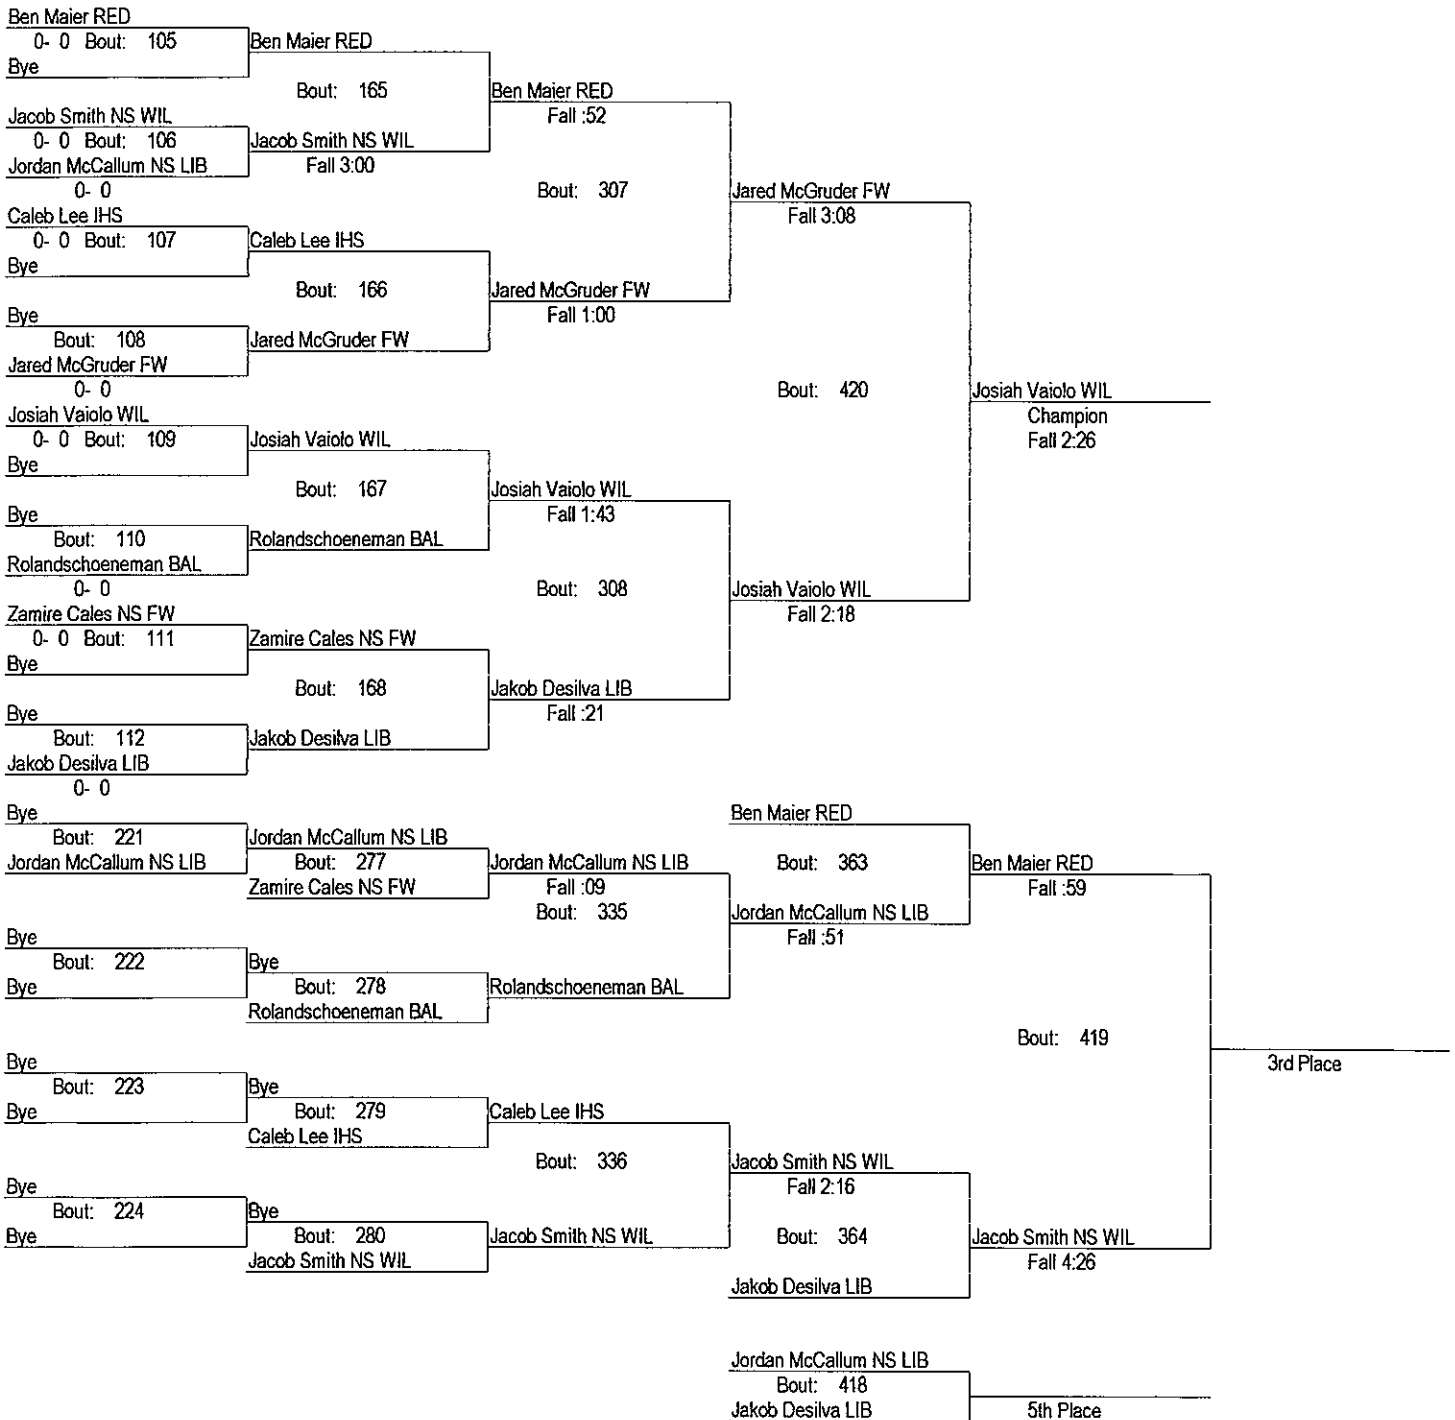 Ben Maier RED
0- 0 Bout: 105
Bye
Ben Maier RED
Bout: 165
Jacob Smith NS WIL
0- 0 Bout: 106
Jordan McCallum NS LIB
0- 0
Jacob Smith NS WIL
Fall 3:00
Ben Maier RED
Fall :52
Bout: 307
Caleb Lee IHS
0- 0 Bout: 107
Bye
Caleb Lee IHS
Bout: 166
Bye
Bout: 108
Jared McGruder FW
0- 0
Jared McGruder FW
Jared McGruder FW
Fall 1:00
Jared McGruder FW
Fall 3:08
Bout: 420
Josiah Vaiolo WIL
Champion
Fall 2:26
Josiah Vaiolo WIL
0- 0 Bout: 109
Bye
Josiah Vaiolo WIL
Bout: 167
Bye
Bout: 110
Rolandschoeneman BAL
0- 0
Rolandschoeneman BAL
Josiah Vaiolo WIL
Fall 1:43
Bout: 308
Josiah Vaiolo WIL
Fall 2:18
Zamire Cales NS FW
0- 0 Bout: 111
Bye
Zamire Cales NS FW
Bout: 168
Bye
Bout: 112
Jakob Desilva LIB
0- 0
Jakob Desilva LIB
Jakob Desilva LIB
Fall :21
Bye
Bout: 221
Jordan McCallum NS LIB
Jordan McCallum NS LIB
Bout: 277
Zamire Cales NS FW
Jordan McCallum NS LIB
Fall :09
Bout: 335
Bye
Bout: 222
Bye
Bye
Bout: 278
Rolandschoeneman BAL
Rolandschoeneman BAL
Ben Maier RED
Bout: 363
Jordan McCallum NS LIB
Fall :51
Ben Maier RED
Fall :59
Bout: 419
3rd Place
Bye
Bout: 223
Bye
Bye
Bout: 279
Caleb Lee IHS
Caleb Lee IHS
Bout: 336
Bye
Bout: 224
Bye
Bye
Bout: 280
Jacob Smith NS WIL
Jacob Smith NS WIL
Jacob Smith NS WIL
Fall 2:16
Bout: 364
Jakob Desilva LIB
Jacob Smith NS WIL
Fall 4:26
Jordan McCallum NS LIB
Bout: 418
Jakob Desilva LIB
5th Place